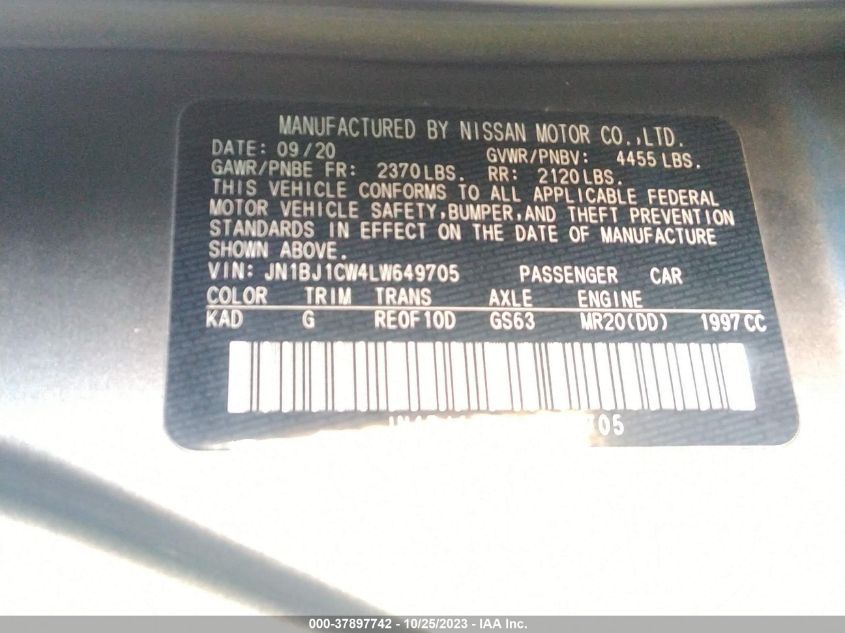 MANUFACTURED BY NISSAN MOTOR CO.,LTD.
DATE: 09/20 GVWR/PNBV: 4455 LBS.
GAWR/PNBE FR: 2370 LBS. RR: 2120 LBS.
THIS VEHICLE CONFORMS TO ALL APPLICABLE FEDERAL
MOTOR VEHICLE SAFETY,BUMPER,AND THEFT PREVENTION
STANDARDS IN EFFECT ON THE DATE OF MANUFACTURE
SHOWN ABOVE.
VIN: JN1BJ1CW4LW649705 PASSENGER CAR
COLOR TRIM TRANS AXLE ENGINE
KAD G RE0F10D GS63 MR20(DD) 1997 CC
000-37897742 - 10/25/2023 - IAA Inc.